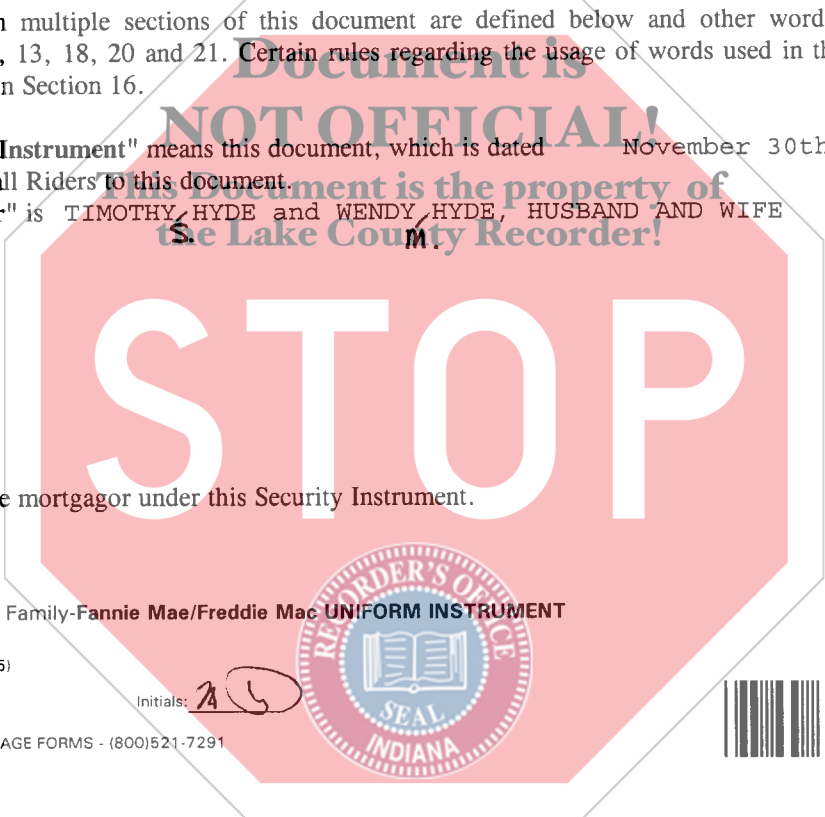 multiple sections of this document are defined below and other word
, 13, 18, 20 and 21. Certain rules regarding the usage of words used in th
n Section 16.
Document is
NOT OFFICIAL!
Instrument" means this document, which is dated November 30th
ll Riders to this document.
This Document is the property of
" is TIMOTHY HYDE and WENDY HYDE, HUSBAND AND WIFE
S. M.
the Lake County Recorder!
STOP
e mortgagor under this Security Instrument.
RECORDER'S OFFICE
Family-Fannie Mae/Freddie Mac UNIFORM INSTRUMENT
5)
Initials:
SEAL
INDIANA
AGE FORMS - (800)521-7291